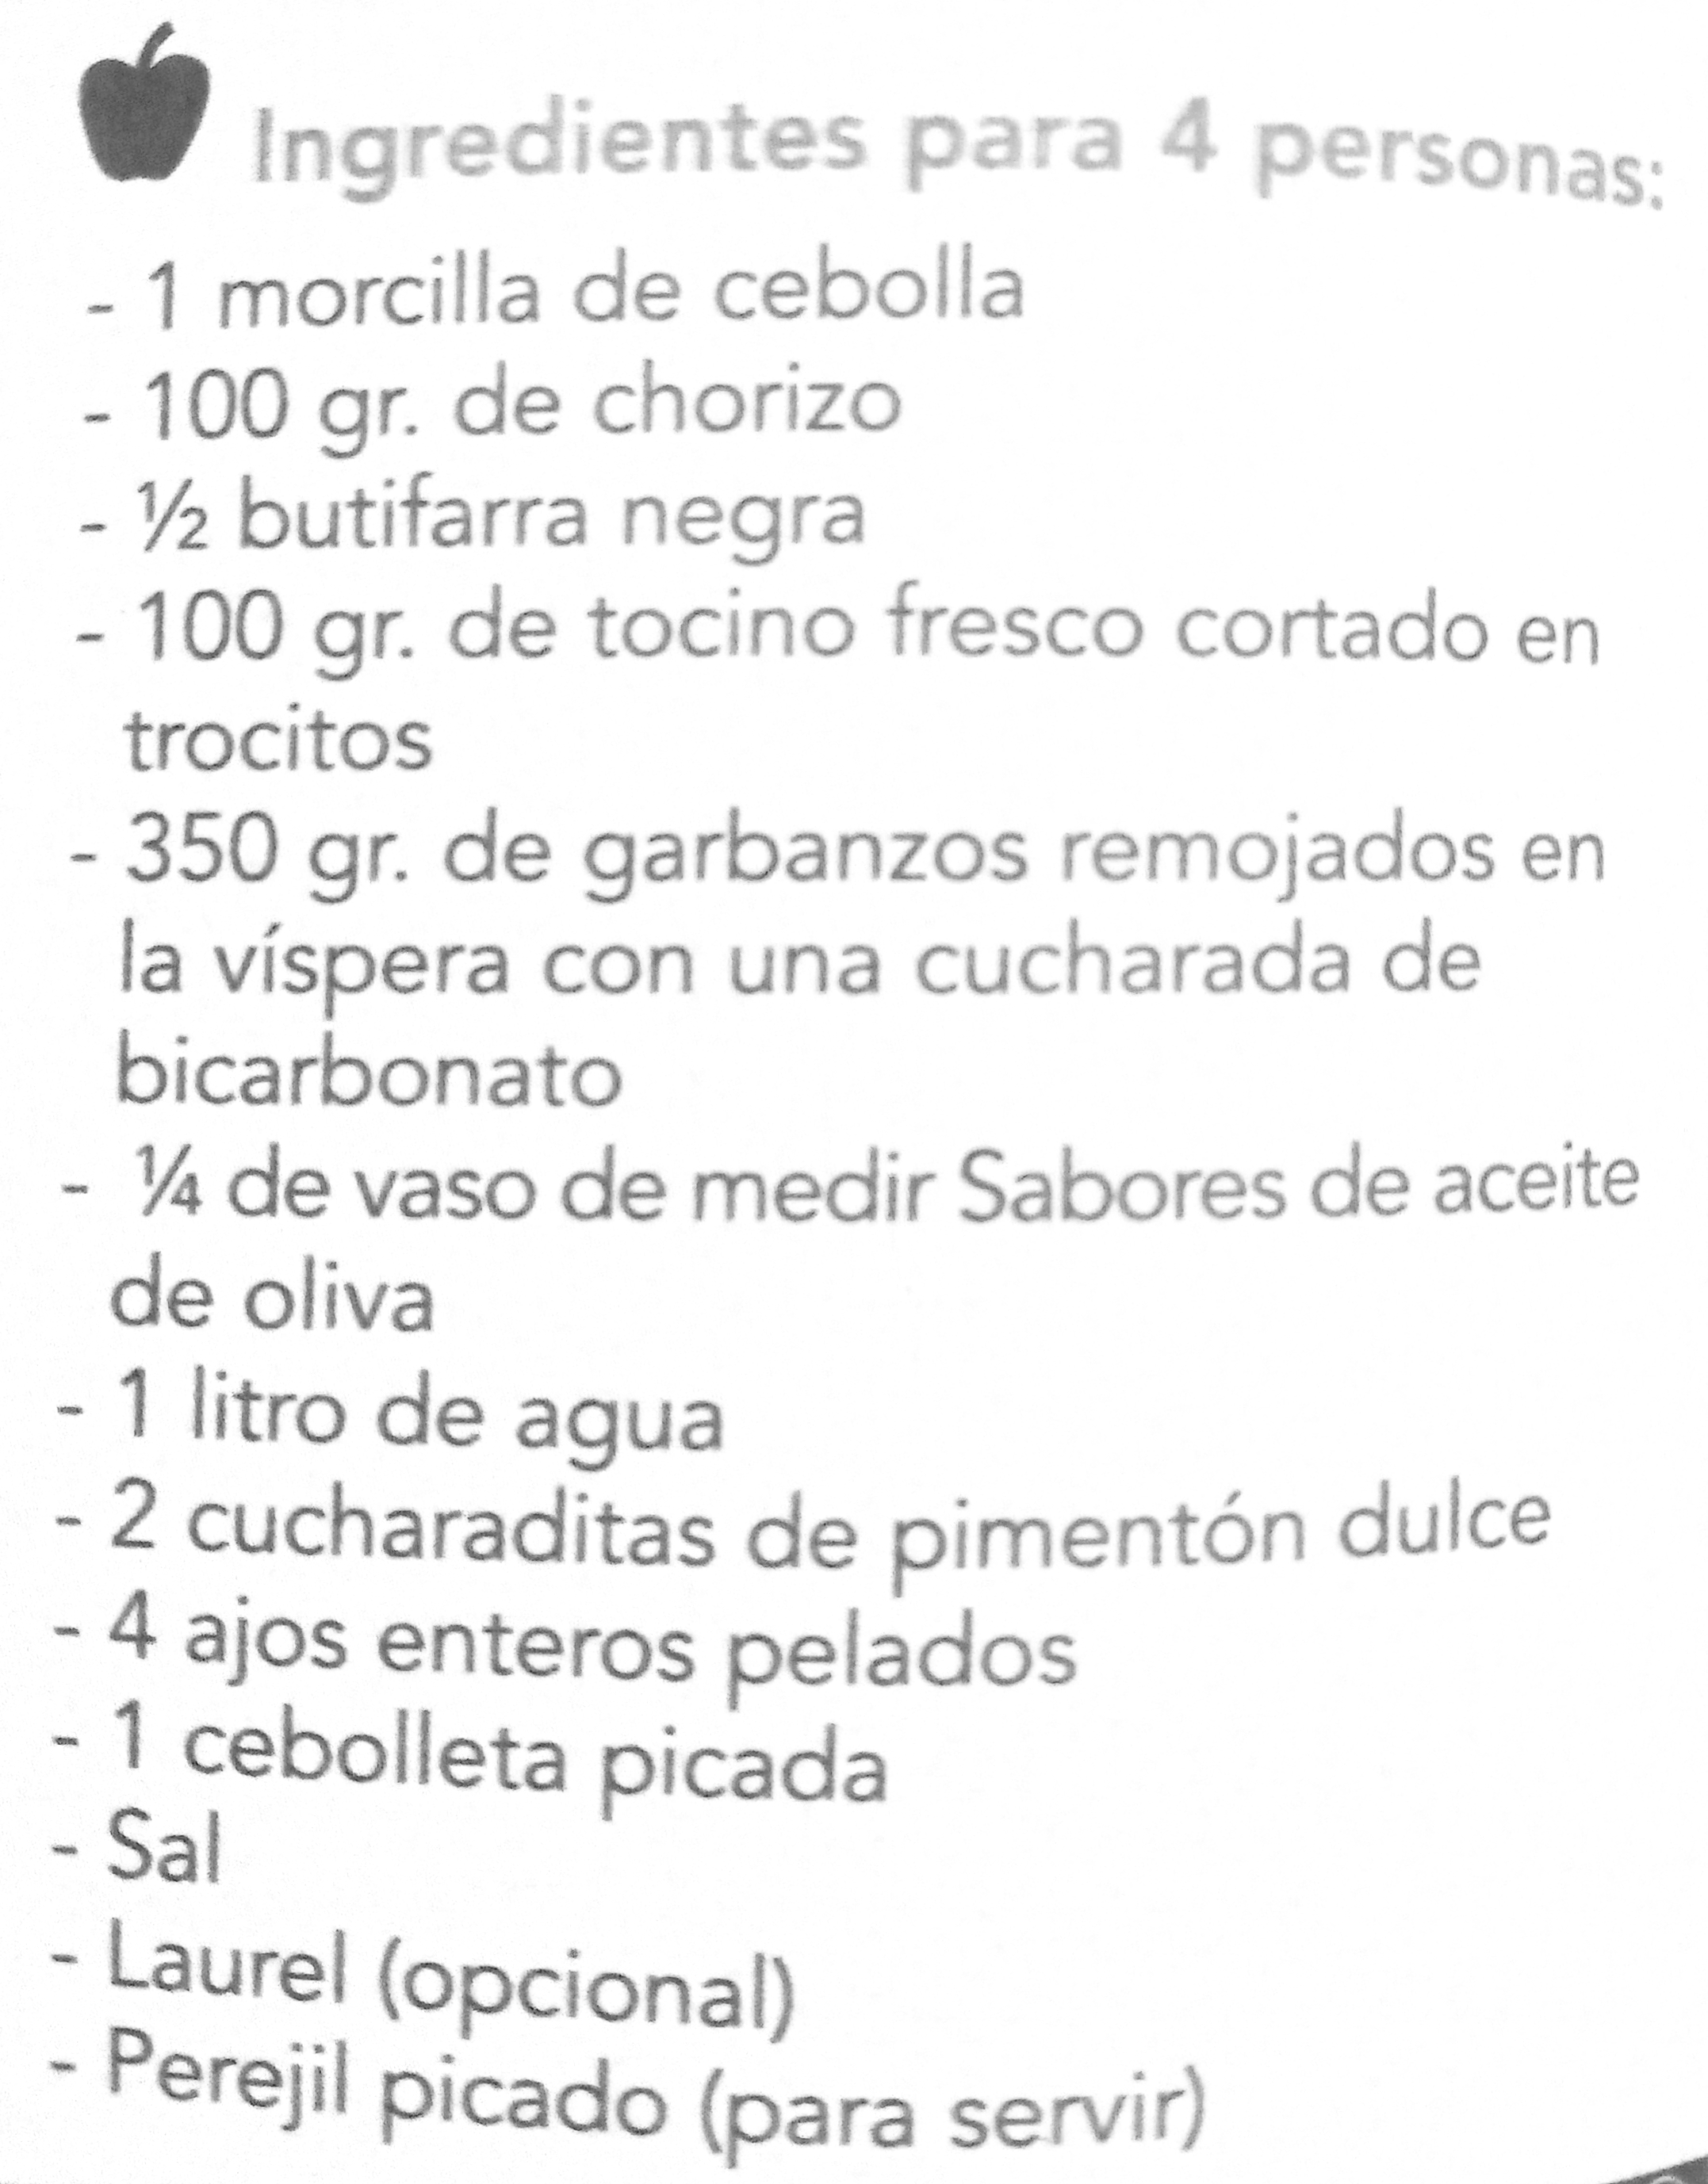 Ingredientes para 4 personas:
- 1 morcilla de cebolla
- 100 gr. de chorizo
- ½ butifarra negra
- 100 gr. de tocino fresco cortado en
trocitos
- 350 gr. de garbanzos remojados en
la víspera con una cucharada de
bicarbonato
- ¼ de vaso de medir Sabores de aceite
de oliva
- 1 litro de agua
- 2 cucharaditas de pimentón dulce
- 4 ajos enteros pelados
- 1 cebolleta picada
- Sal
- Laurel (opcional)
- Perejil picado (para servir)